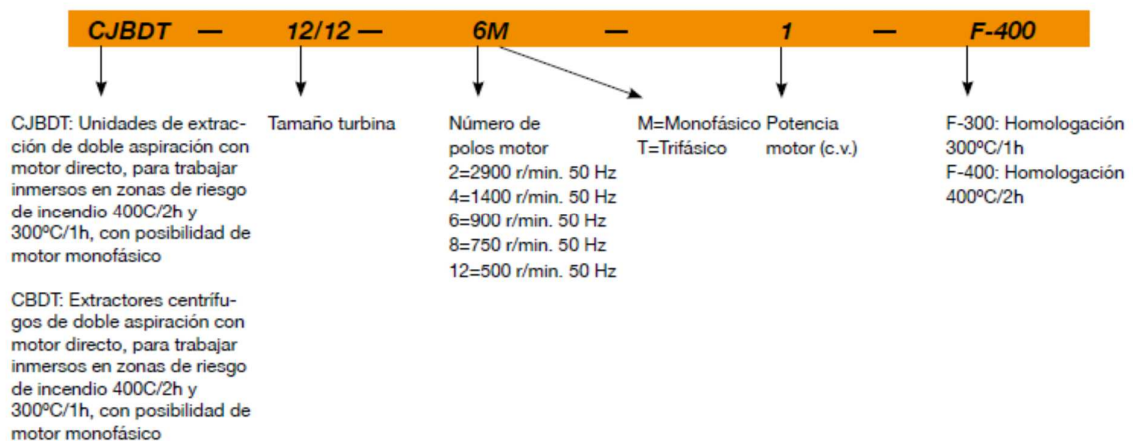 CJBDT — 12/12 — 6M — 1 — F-400
CJBDT: Unidades de extrac-
ción de doble aspiración con
motor directo, para trabajar
inmersos en zonas de riesgo
de incendio 400C/2h y
300ºC/1h, con posibilidad de
motor monofásico
CBDT: Extractores centrífu-
gos de doble aspiración con
motor directo, para trabajar
inmersos en zonas de riesgo
de incendio 400C/2h y
300ºC/1h, con posibilidad de
motor monofásico
Tamaño turbina
Número de
polos motor
2=2900 r/min. 50 Hz
4=1400 r/min. 50 Hz
6=900 r/min. 50 Hz
8=750 r/min. 50 Hz
12=500 r/min. 50 Hz
M=Monofásico
T=Trifásico
Potencia
motor (c.v.)
F-300: Homologación
300ºC/1h
F-400: Homologación
400ºC/2h